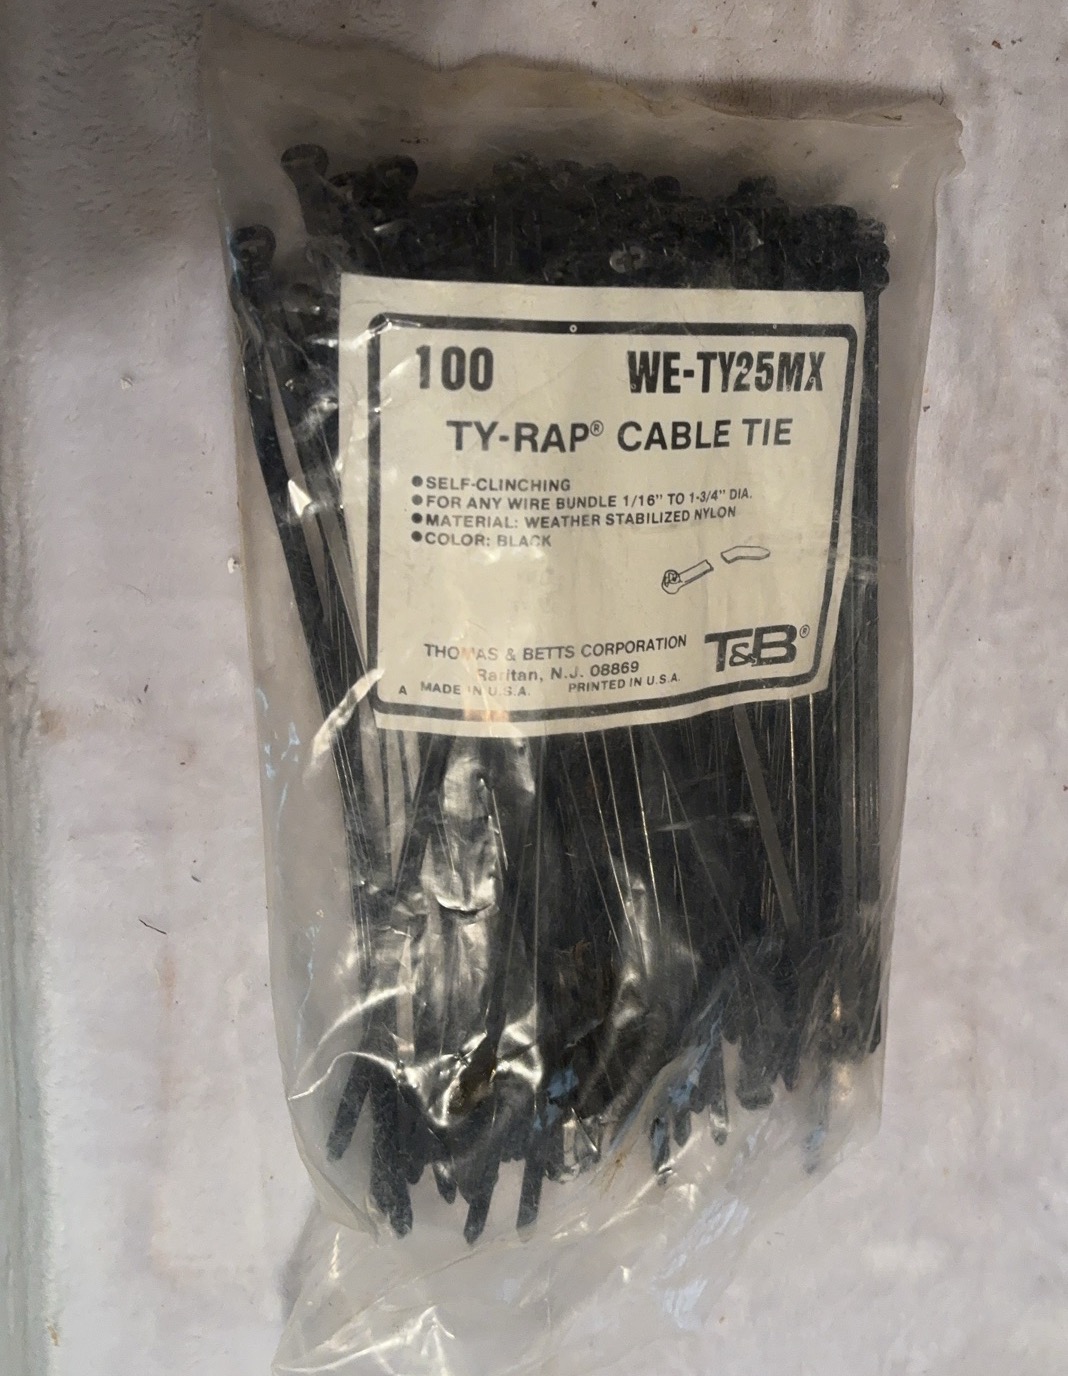 100 WE-TY25MX
TY-RAP® CABLE TIE
●SELF-CLINCHING
●FOR ANY WIRE BUNDLE 1/16" TO 1-3/4" DIA.
●MATERIAL: WEATHER STABILIZED NYLON
●COLOR: BLACK
THOMAS & BETTS CORPORATION
Raritan, N.J. 08869
A MADE IN U.S.A. PRINTED IN U.S.A.
T&B®